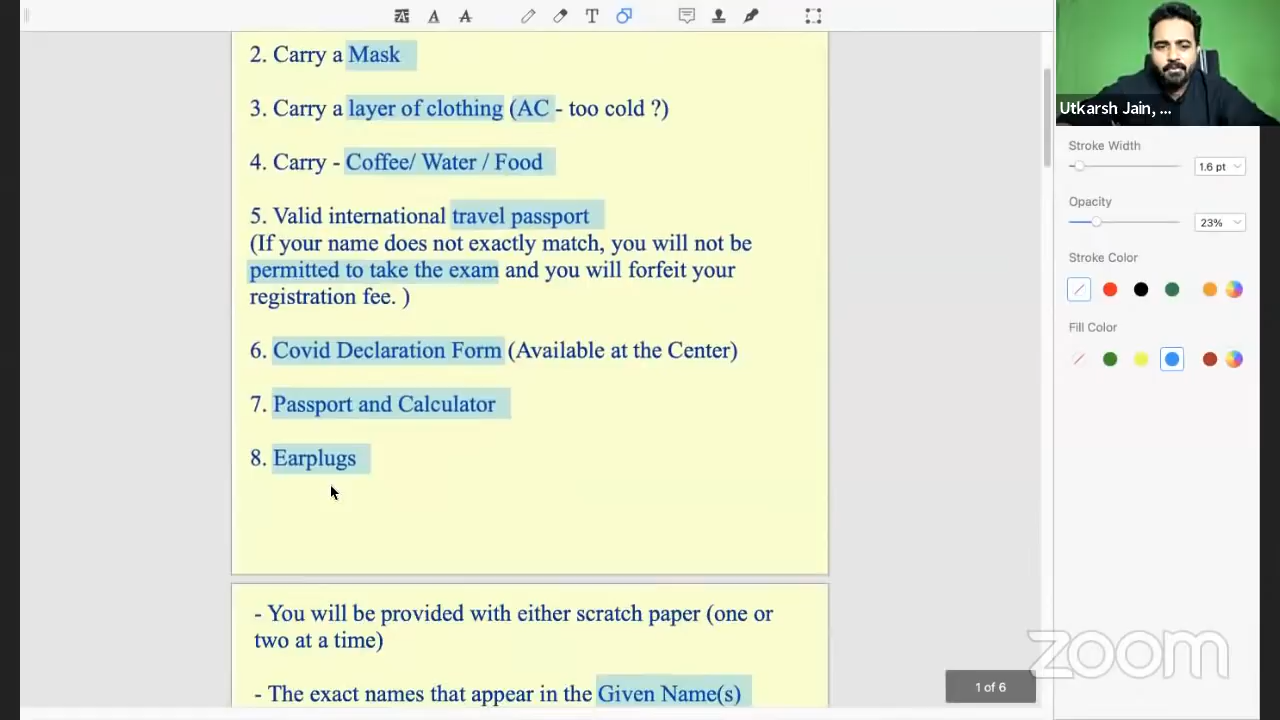 2. Carry a Mask
3. Carry a layer of clothing (AC - too cold ?)
4. Carry - Coffee/ Water / Food
5. Valid international travel passport
(If your name does not exactly match, you will not be
permitted to take the exam and you will forfeit your
registration fee. )
6. Covid Declaration Form (Available at the Center)
7. Passport and Calculator
8. Earplugs
- You will be provided with either scratch paper (one or
two at a time)
- The exact names that appear in the Given Name(s)
1 of 6
Utkarsh Jain, ...
Stroke Width
1.6 pt
Opacity
23%
Stroke Color
Fill Color
zoom